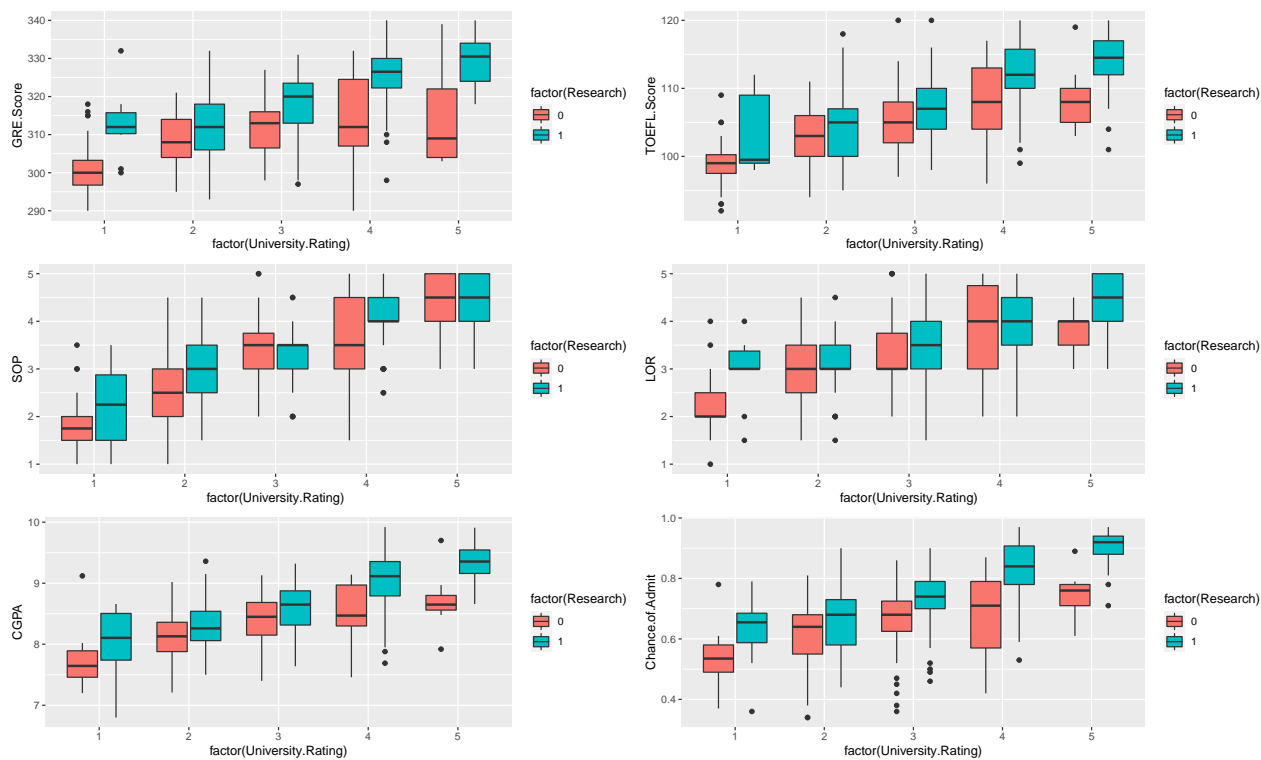 GRE.Score
340
330
320
310
300
290
1 2 3 4 5
factor(University.Rating)
factor(Research)
0
1
TOEFL.Score
120
110
100
1 2 3 4 5
factor(University.Rating)
factor(Research)
0
1
SOP
5
4
3
2
1
1 2 3 4 5
factor(University.Rating)
factor(Research)
0
1
LOR
5
4
3
2
1
1 2 3 4 5
factor(University.Rating)
factor(Research)
0
1
CGPA
10
9
8
7
1 2 3 4 5
factor(University.Rating)
factor(Research)
0
1
Chance.of.Admit
1.0
0.8
0.6
0.4
1 2 3 4 5
factor(University.Rating)
factor(Research)
0
1